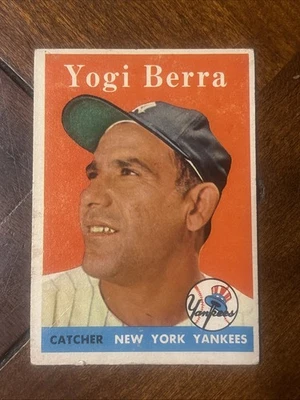 Yogi Berra
Yankees
CATCHER NEW YORK YANKEES